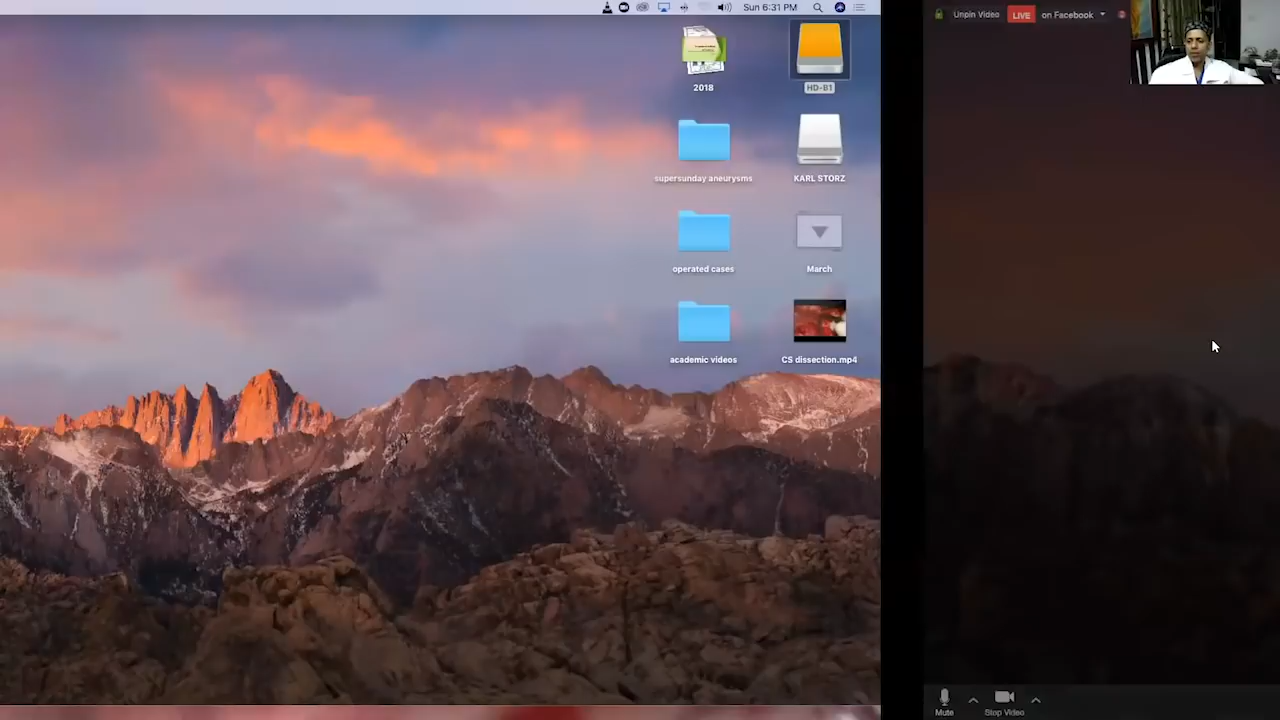 Sun 6:31 PM
Unpin Video LIVE on Facebook
2018
HD-B1
supersunday aneurysms
KARL STORZ
operated cases
March
academic videos
CS dissection.mp4
Mute
Stop Video